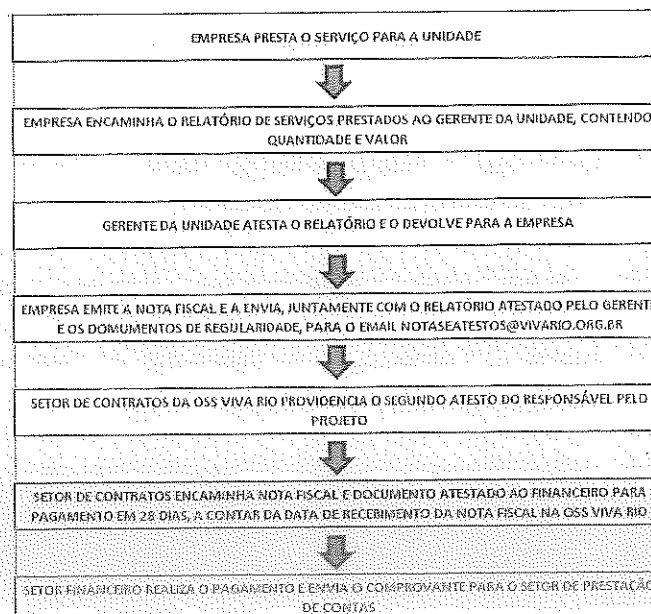 EMPRESA PRESTA O SERVIÇO PARA A UNIDADE
EMPRESA ENCAMINHA O RELATÓRIO DE SERVIÇOS PRESTADOS AO GERENTE DA UNIDADE, CONTENDO
QUANTIDADE E VALOR
GERENTE DA UNIDADE ATESTA O RELATÓRIO E O DEVOLVE PARA A EMPRESA
EMPRESA EMITE A NOTA FISCAL E A ENVIA, JUNTAMENTE COM O RELATÓRIO ATESTADO PELO GERENTE
E OS DOMUMENTOS DE REGULARIDADE, PARA O EMAIL NOTASEATESTOS@VIVARIO.ORG.BR
SETOR DE CONTRATOS DA OSS VIVA RIO PROVIDENCIA O SEGUNDO ATESTO DO RESPONSÁVEL PELO
PROJETO
SETOR DE CONTRATOS ENCAMINHA NOTA FISCAL E DOCUMENTO ATESTADO AO FINANCEIRO PARA
PAGAMENTO EM 28 DIAS, A CONTAR DA DATA DE RECEBIMENTO DA NOTA FISCAL NA OSS VIVA RIO
SETOR FINANCEIRO REALIZA O PAGAMENTO E ENVIA O COMPROVANTE PARA O SETOR DE PRESTAÇÃO
DE CONTAS